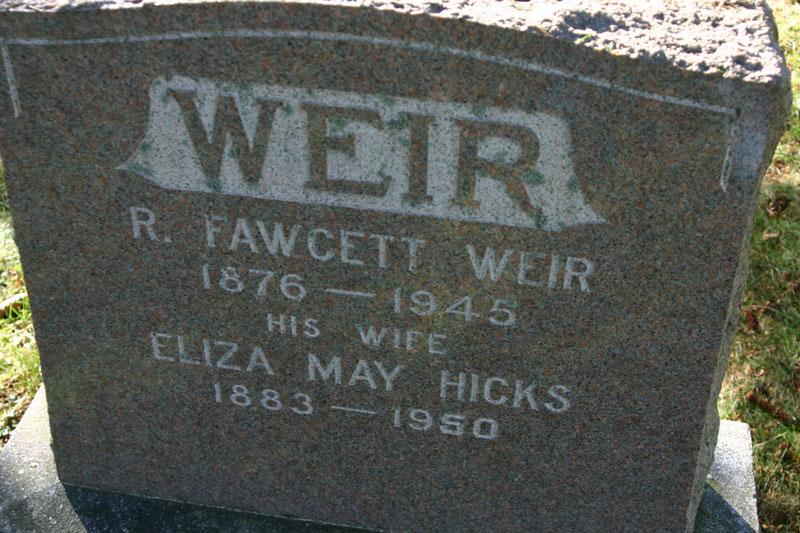 WEIR
R. FAWCETT WEIR
1876 — 1945
HIS WIFE
ELIZA MAY HICKS
1883 — 1950